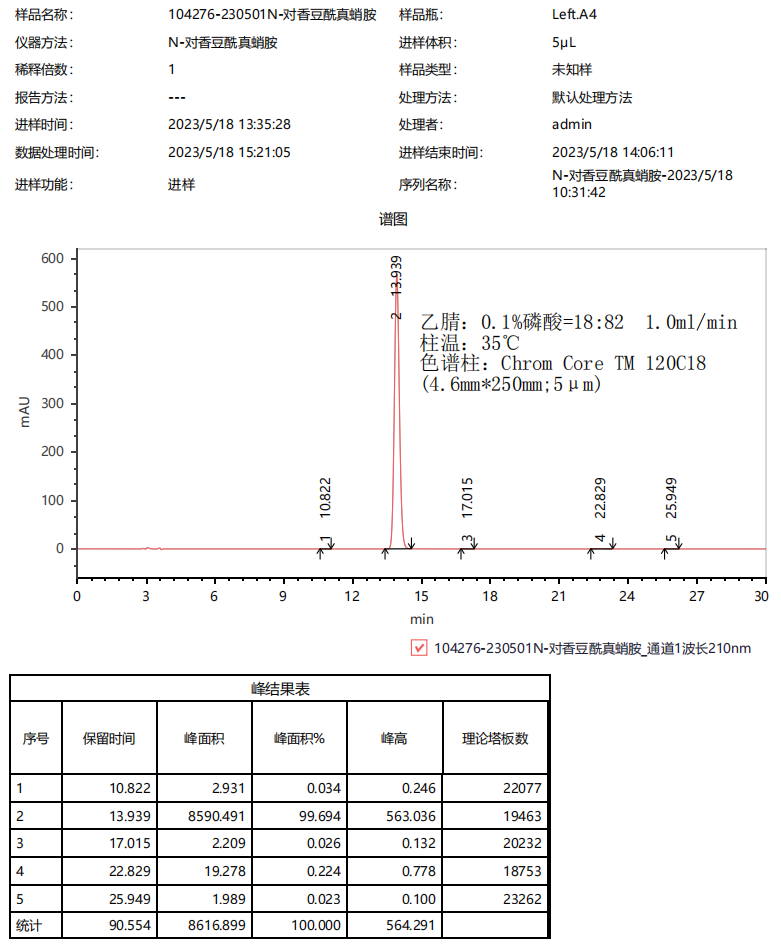 样品名称: 104276-230501N-对香豆酰真蛸胺 样品瓶: Left.A4
仪器方法: N-对香豆酰真蛸胺 进样体积: 5μL
稀释倍数: 1 样品类型: 未知样
报告方法: --- 处理方法: 默认处理方法
进样时间: 2023/5/18 13:35:28 处理者: admin
数据处理时间: 2023/5/18 15:21:05 进样结束时间: 2023/5/18 14:06:11
进样功能: 进样 序列名称: N-对香豆酰真蛸胺-2023/5/18
10:31:42
谱图
600
500
400
300
200
100
0
mAU
1 10.822
2 13.939
3 17.015
4 22.829
5 25.949
乙腈：0.1%磷酸=18:82 1.0ml/min
柱温：35℃
色谱柱：Chrom Core TM 120C18
(4.6mm*250mm;5μm)
0 3 6 9 12 15 18 21 24 27 30
min
104276-230501N-对香豆酰真蛸胺_通道1波长210nm
峰结果表
序号 保留时间 峰面积 峰面积% 峰高 理论塔板数
1 10.822 2.931 0.034 0.246 22077
2 13.939 8590.491 99.694 563.036 19463
3 17.015 2.209 0.026 0.132 20232
4 22.829 19.278 0.224 0.778 18753
5 25.949 1.989 0.023 0.100 23262
统计 90.554 8616.899 100.000 564.291